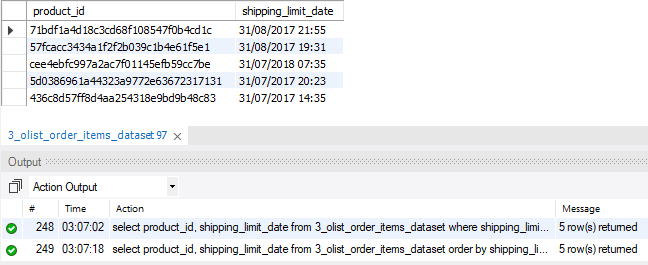 product_id shipping_limit_date
71bdf1a4d18c3cd68f108547f0b4cd1c 31/08/2017 21:55
57fcacc3434a1f2f2b039c1b4e61f5e1 31/08/2017 19:31
cee4ebfc997a2ac7f01145efb59cc7be 31/07/2018 07:35
5d0386961a44323a9772e63672317131 31/07/2017 20:23
436c8d57ff8d4aa254318e9bd9b48c83 31/07/2017 14:35
3_olist_order_items_dataset 97
Output
Action Output
# Time Action Message
248 03:07:02 select product_id, shipping_limit_date from 3_olist_order_items_dataset where shipping_limi... 5 row(s) returned
249 03:07:18 select product_id, shipping_limit_date from 3_olist_order_items_dataset order by shipping_li... 5 row(s) returned